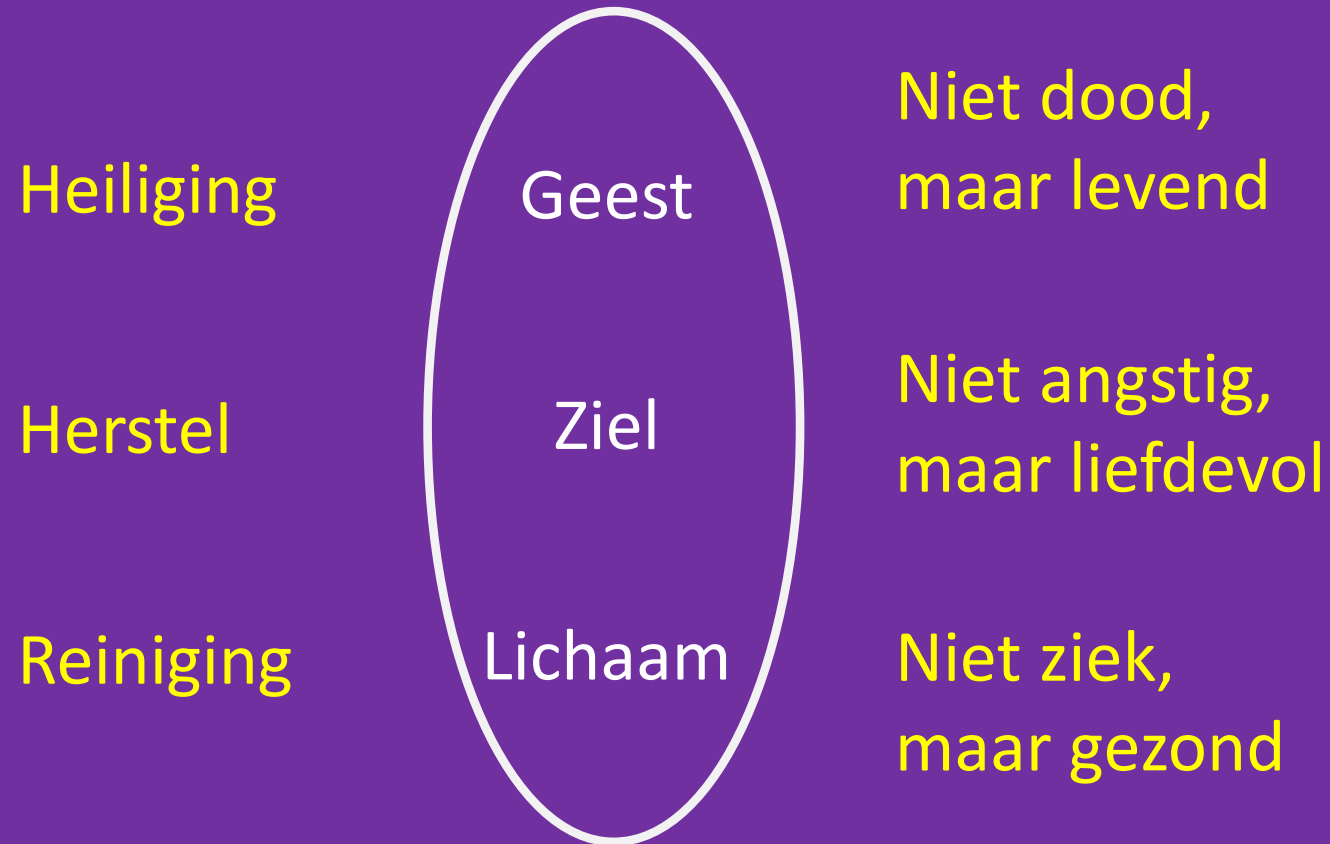 Heiliging
Geest
Niet dood,
maar levend
Herstel
Ziel
Niet angstig,
maar liefdevol
Reiniging
Lichaam
Niet ziek,
maar gezond